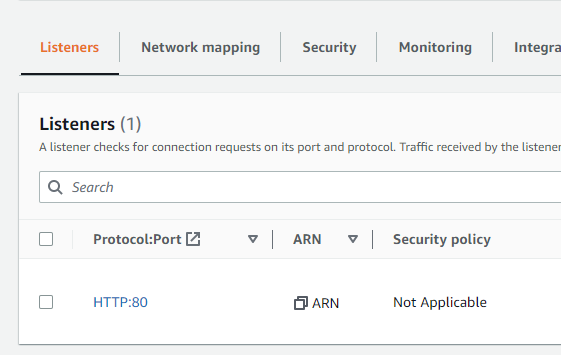 Listeners Network mapping Security Monitoring Integra
Listeners (1)
A listener checks for connection requests on its port and protocol. Traffic received by the listener
Search
Protocol:Port ARN Security policy
HTTP:80 ARN Not Applicable